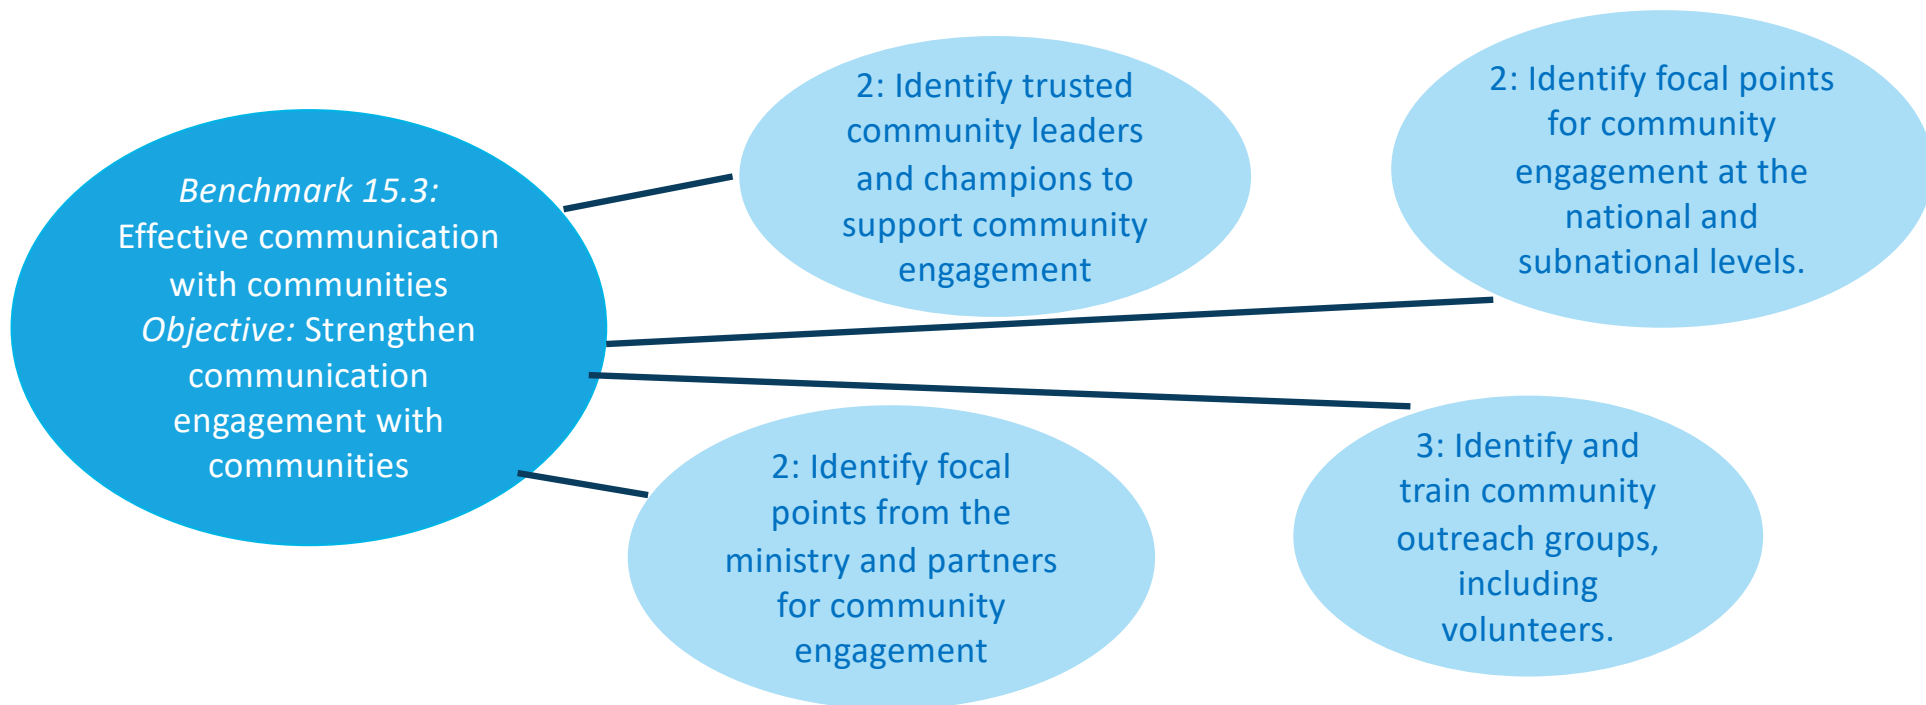 Benchmark 15.3:
Effective communication
with communities
Objective: Strengthen
communication
engagement with
communities
2: Identify trusted
community leaders
and champions to
support community
engagement
2: Identify focal points
for community
engagement at the
national and
subnational levels.
2: Identify focal
points from the
ministry and partners
for community
engagement
3: Identify and
train community
outreach groups,
including
volunteers.